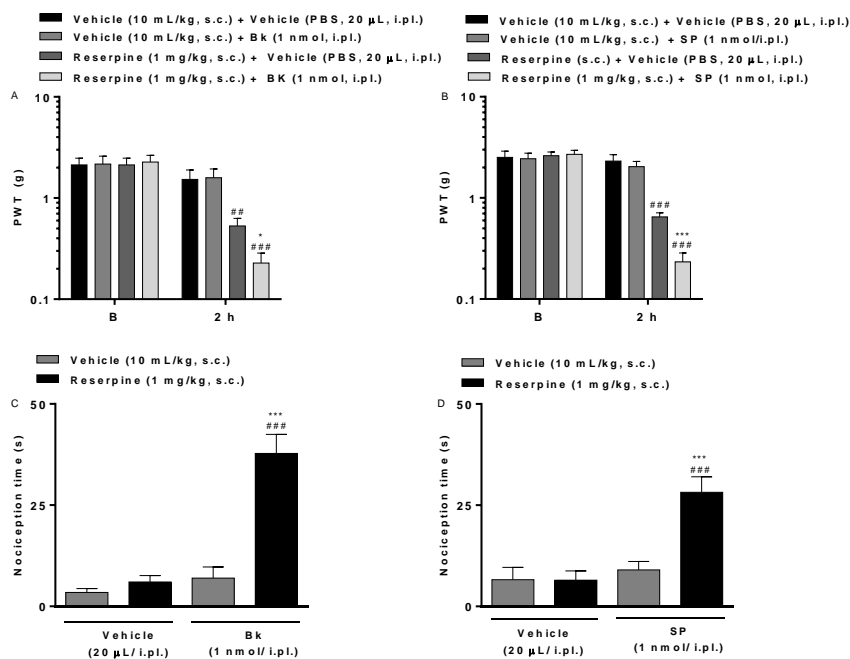 Vehicle (10 mL/kg, s.c.) + Vehicle (PBS, 20 µL, i.pl.)
Vehicle (10 mL/kg, s.c.) + Bk (1 nmol, i.pl.)
Reserpine (1 mg/kg, s.c.) + Vehicle (PBS, 20 µL, i.pl.)
Reserpine (1 mg/kg, s.c.) + BK (1 nmol, i.pl.)
A
PWT (g)
10
1
0.1
##
*
###
B
2 h
Vehicle (10 mL/kg, s.c.) + Vehicle (PBS, 20 µL, i.pl.)
Vehicle (10 mL/kg, s.c.) + SP (1 nmol/i.pl.)
Reserpine (s.c.) + Vehicle (PBS, 20 µL, i.pl.)
Reserpine (1 mg/kg, s.c.) + SP (1 nmol, i.pl.)
B
PWT (g)
10
1
0.1
###
***
###
B
2 h
Vehicle (10 mL/kg, s.c.)
Reserpine (1 mg/kg, s.c.)
C
Nociception time (s)
50
25
0
***
###
Vehicle
(20 µL/ i.pl.)
Bk
(1 nmol/ i.pl.)
Vehicle (10 mL/kg, s.c.)
Reserpine (1 mg/kg, s.c.)
D
Nociception time (s)
50
25
0
***
###
Vehicle
(20 µL/ i.pl.)
SP
(1 nmol/ i.pl.)